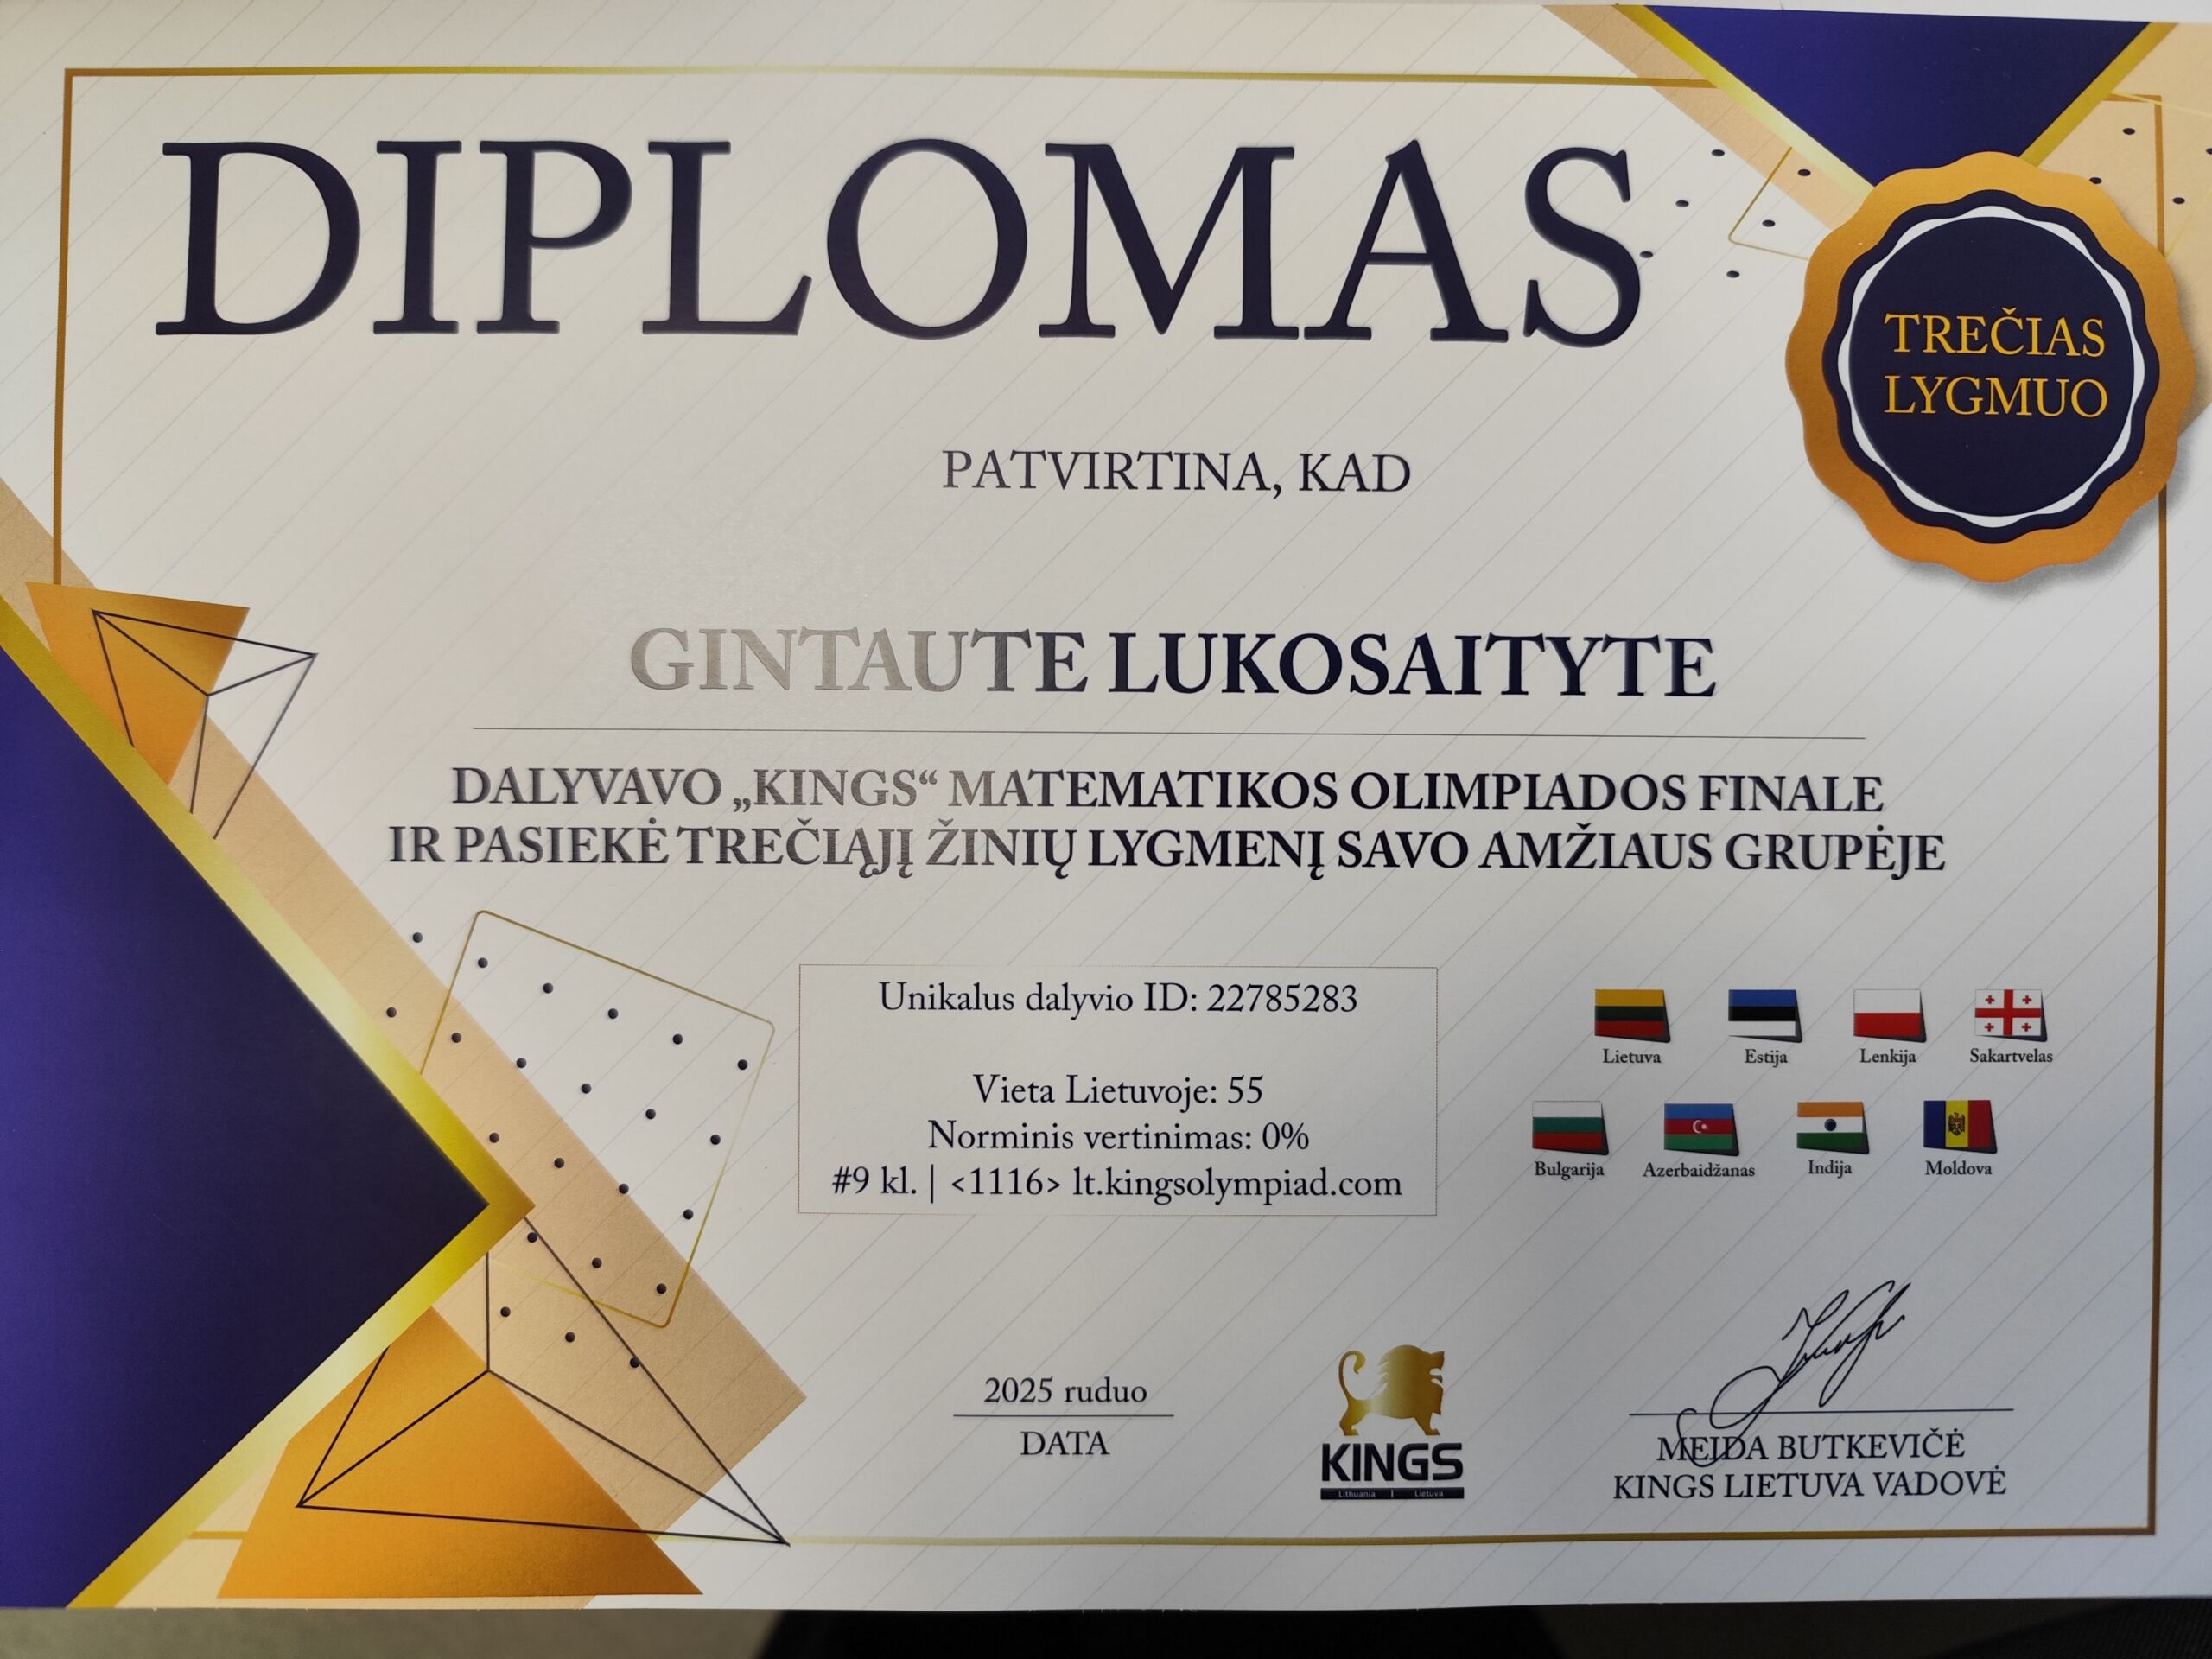 DIPLOMAS
TREČIAS
LYGMUO
PATVIRTINA, KAD
GINTAUTE LUKOSAITYTE
DALYVAVO „KINGS“ MATEMATIKOS OLIMPIADOS FINALE
IR PASIEKĖ TREČIĄJĮ ŽINIŲ LYGMENĮ SAVO AMŽIAUS GRUPĖJE
Unikalus dalyvio ID: 22785283
Vieta Lietuvoje: 55
Norminis vertinimas: 0%
#9 kl. | <1116> lt.kingsolympiad.com
Lietuva Estija Lenkija Sakartvelas
Bulgarija Azerbaidžanas Indija Moldova
2025 ruduo
DATA
KINGS
Lithuania | Lietuva
MEIDA BUTKEVIČĖ
KINGS LIETUVA VADOVĖ